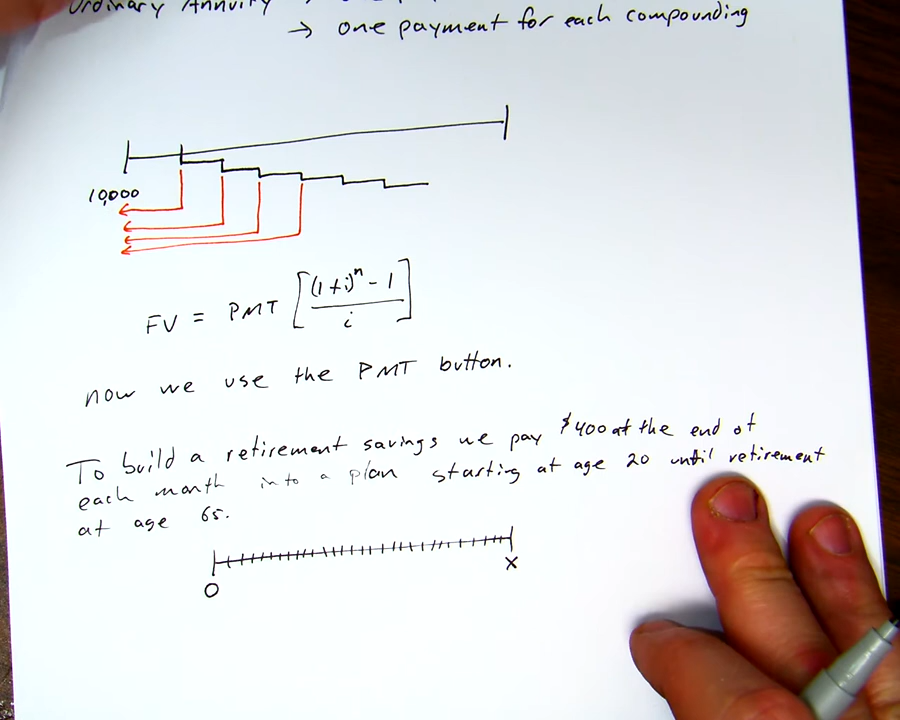 Ordinary Annuity →
→ one payment for each compounding
10,000
FV = PMT [ (1+i)^n - 1 / i ]
now we use the PMT button.
To build a retirement savings we pay $400 at the end of
each month into a plan starting at age 20 until retirement
at age 65.
0 X